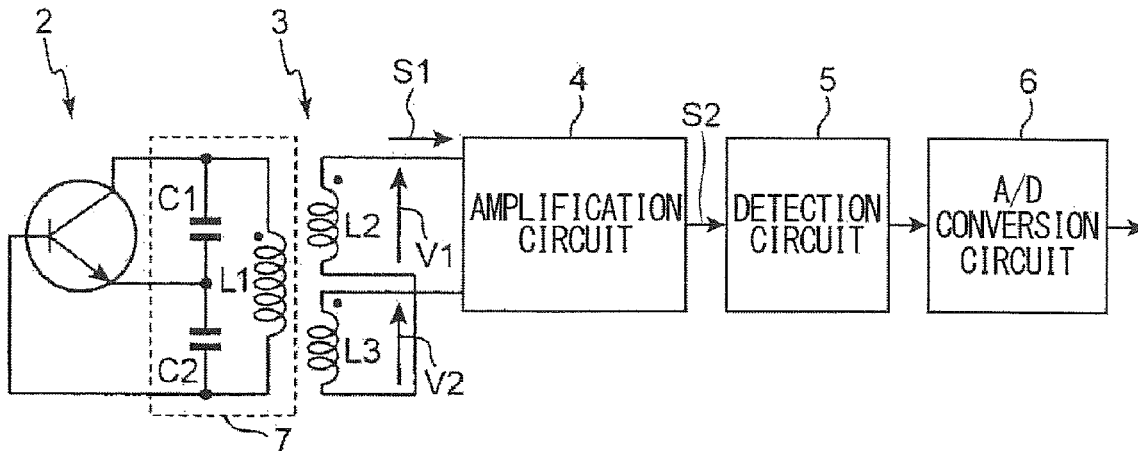 2
3
S1
4
S2
5
6
C1
L1
C2
L2
V1
L3
V2
AMPLIFICATION
CIRCUIT
DETECTION
CIRCUIT
A/D
CONVERSION
CIRCUIT
7